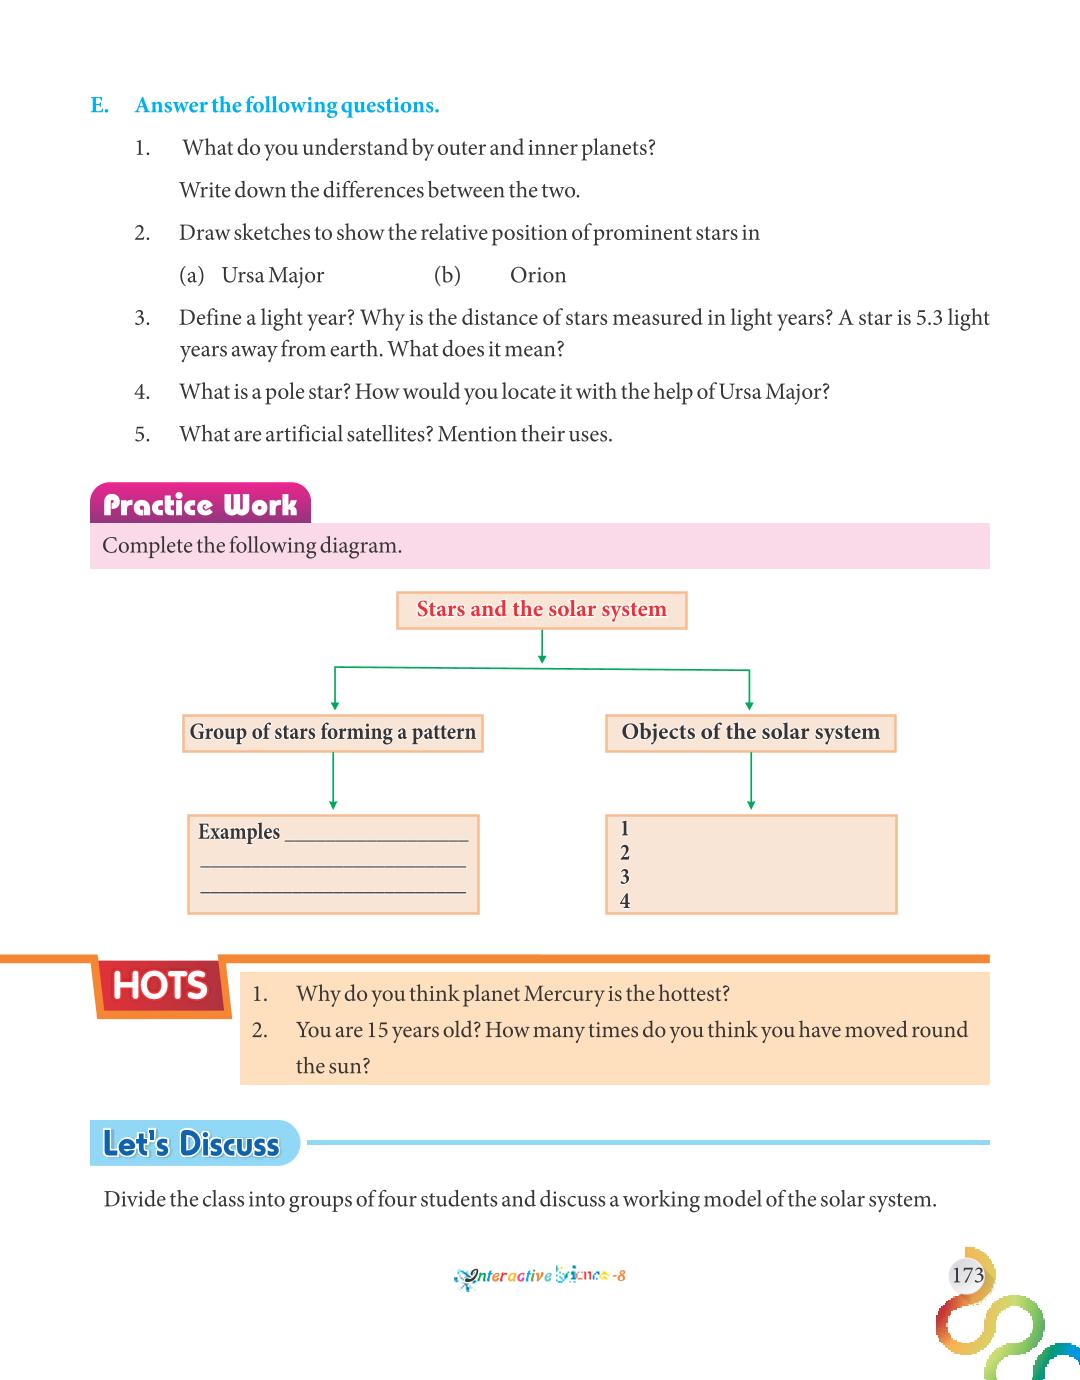 E. Answer the following questions.
1. What do you understand by outer and inner planets?
Write down the differences between the two.
2. Draw sketches to show the relative position of prominent stars in
(a) Ursa Major (b) Orion
3. Define a light year? Why is the distance of stars measured in light years? A star is 5.3 light
years away from earth. What does it mean?
4. What is a pole star? How would you locate it with the help of Ursa Major?
5. What are artificial satellites? Mention their uses.
Practice Work
Complete the following diagram.
Stars and the solar system
Group of stars forming a pattern
Objects of the solar system
Examples
1
2
3
4
HOTS
1. Why do you think planet Mercury is the hottest?
2. You are 15 years old? How many times do you think you have moved round
the sun?
Let's Discuss
Divide the class into groups of four students and discuss a working model of the solar system.
Interactive Science-8
173